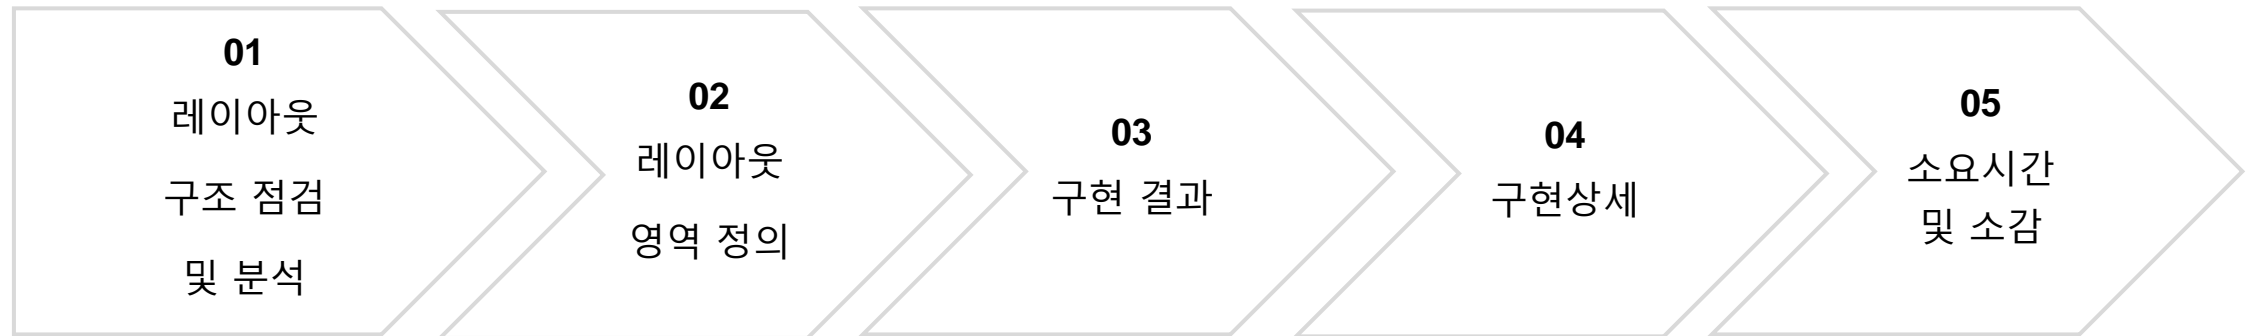 01
레이아웃
구조 점검
및 분석
02
레이아웃
영역 정의
03
구현 결과
04
구현상세
05
소요시간
및 소감